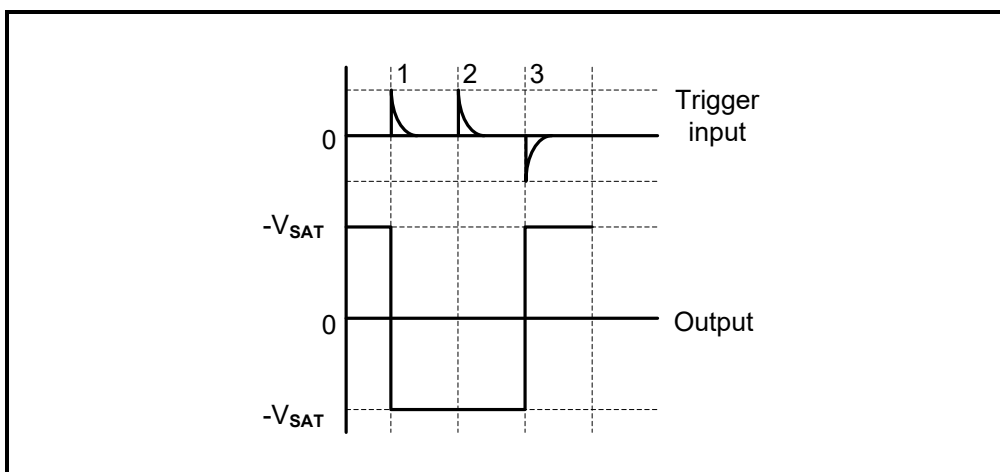 1 2 3
Trigger
input
0
-VSAT
0
Output
-VSAT